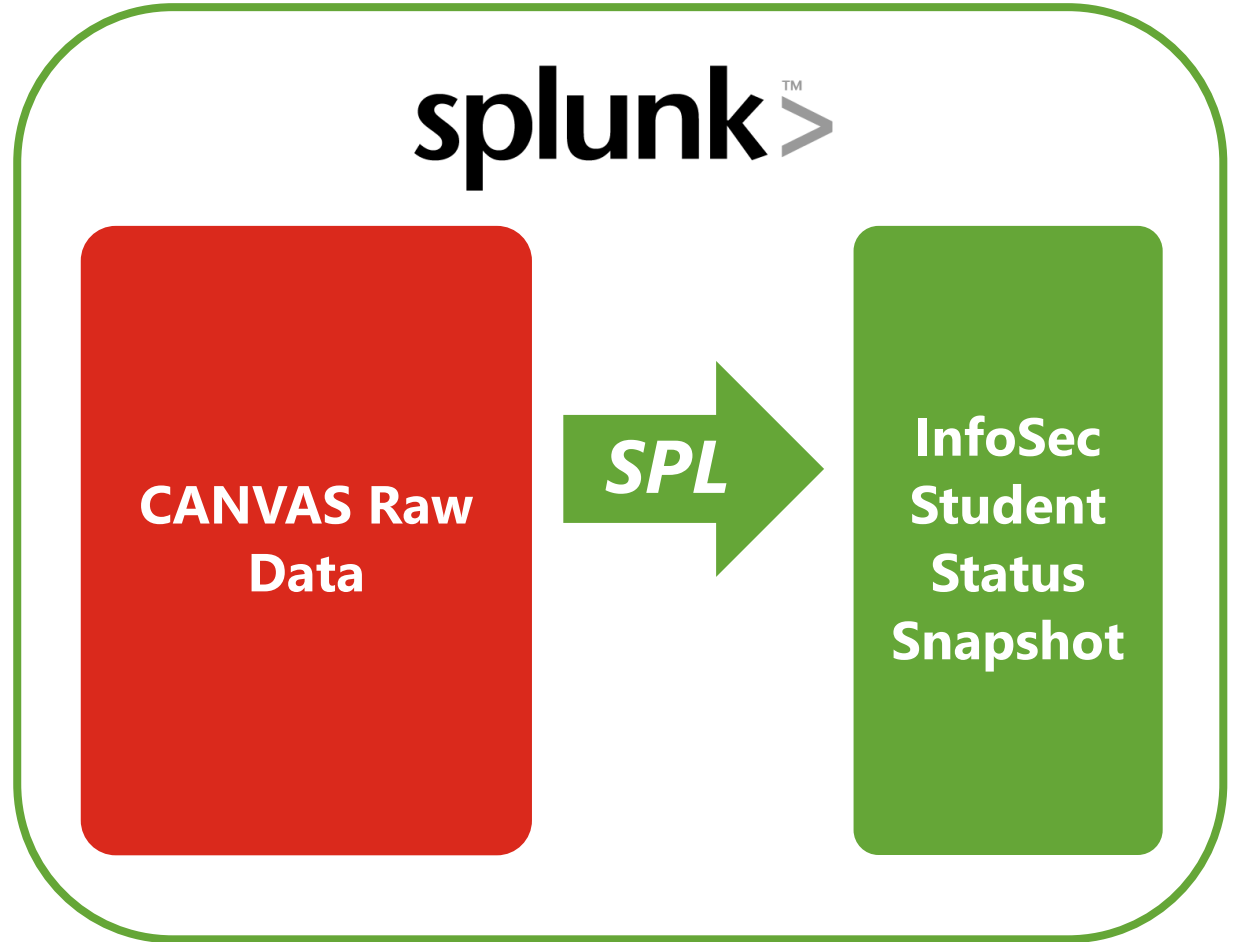 splunk>™
CANVAS Raw
Data
SPL
InfoSec
Student
Status
Snapshot